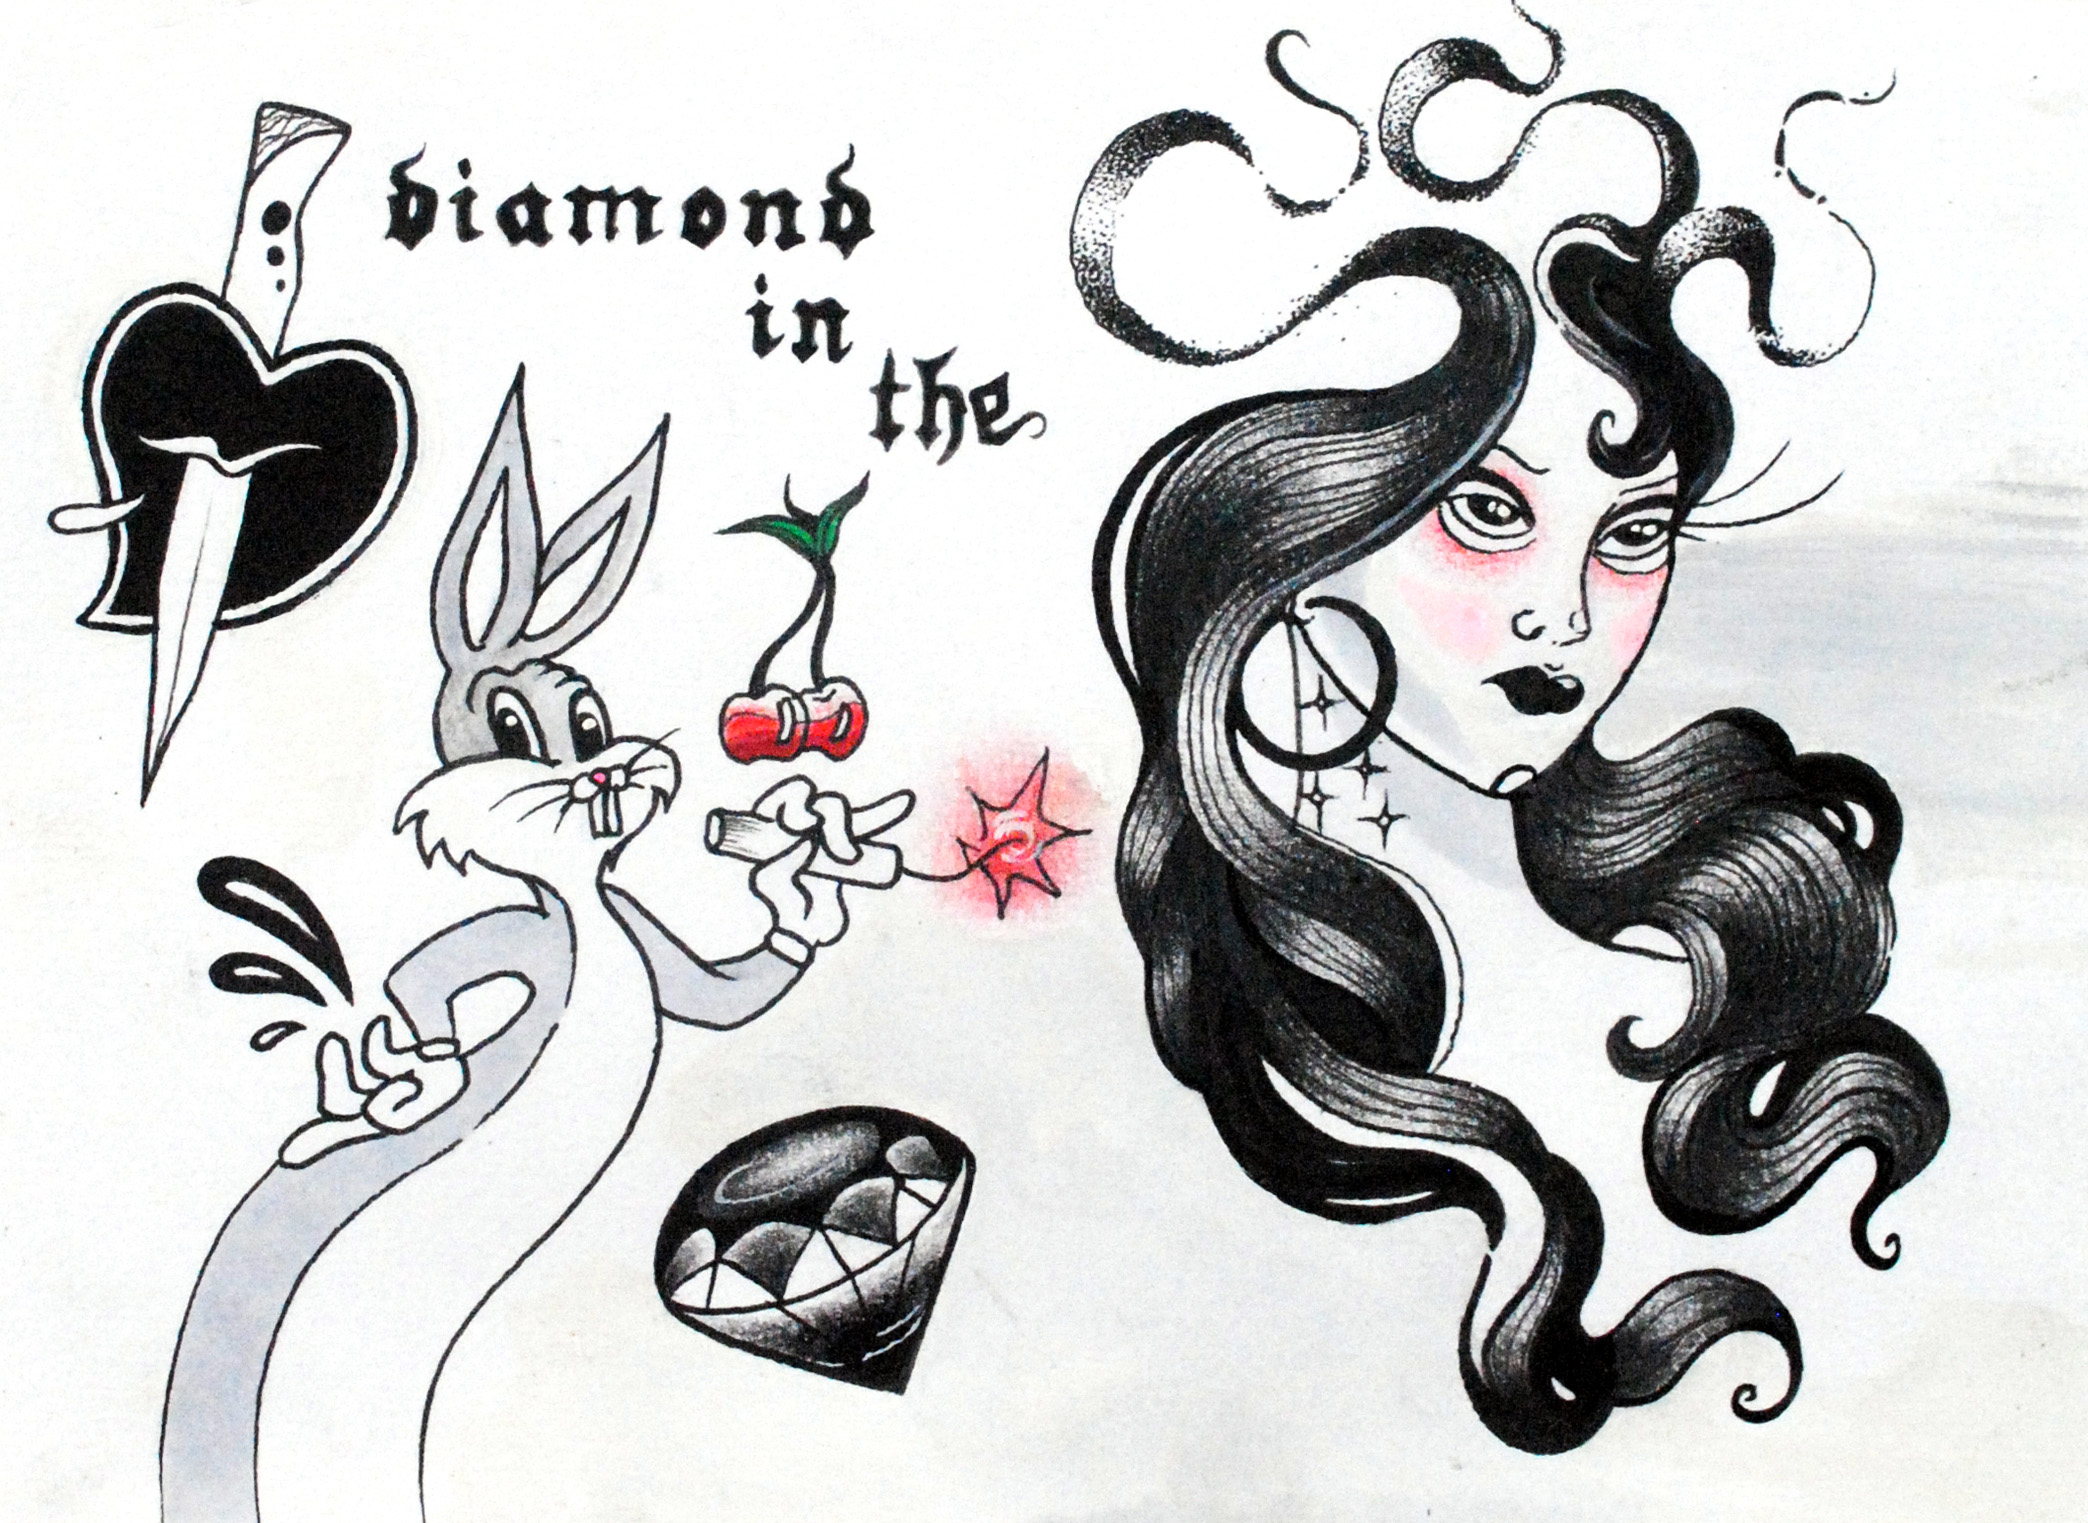 diamond
in
the